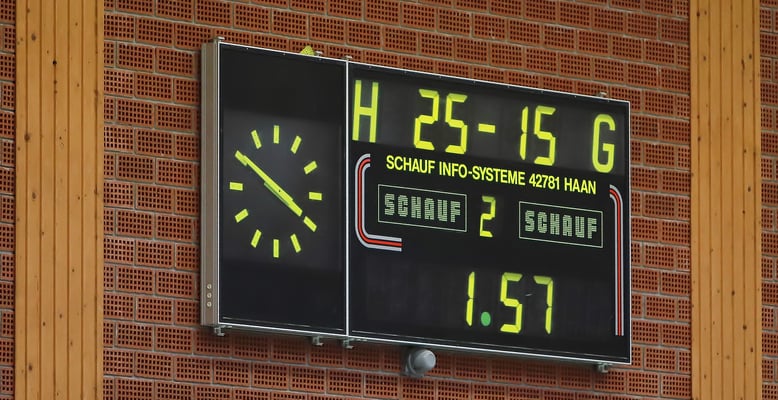 H 25-15 G
SCHAUF INFO-SYSTEME 42781 HAAN
SCHAUF 2 SCHAUF
1.57